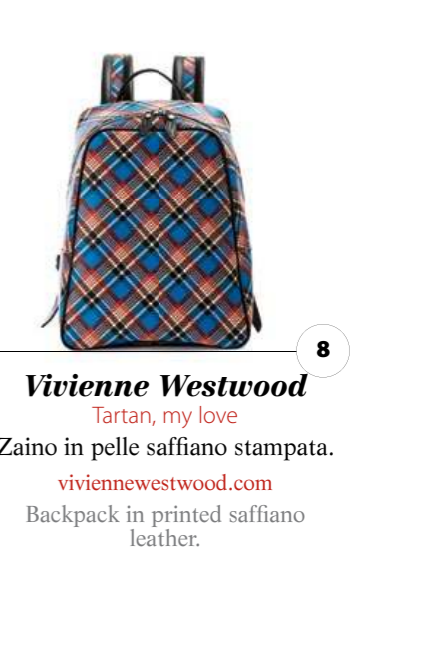 8
Vivienne Westwood
Tartan, my love
Zaino in pelle saffiano stampata.
viviennewestwood.com
Backpack in printed saffiano
leather.